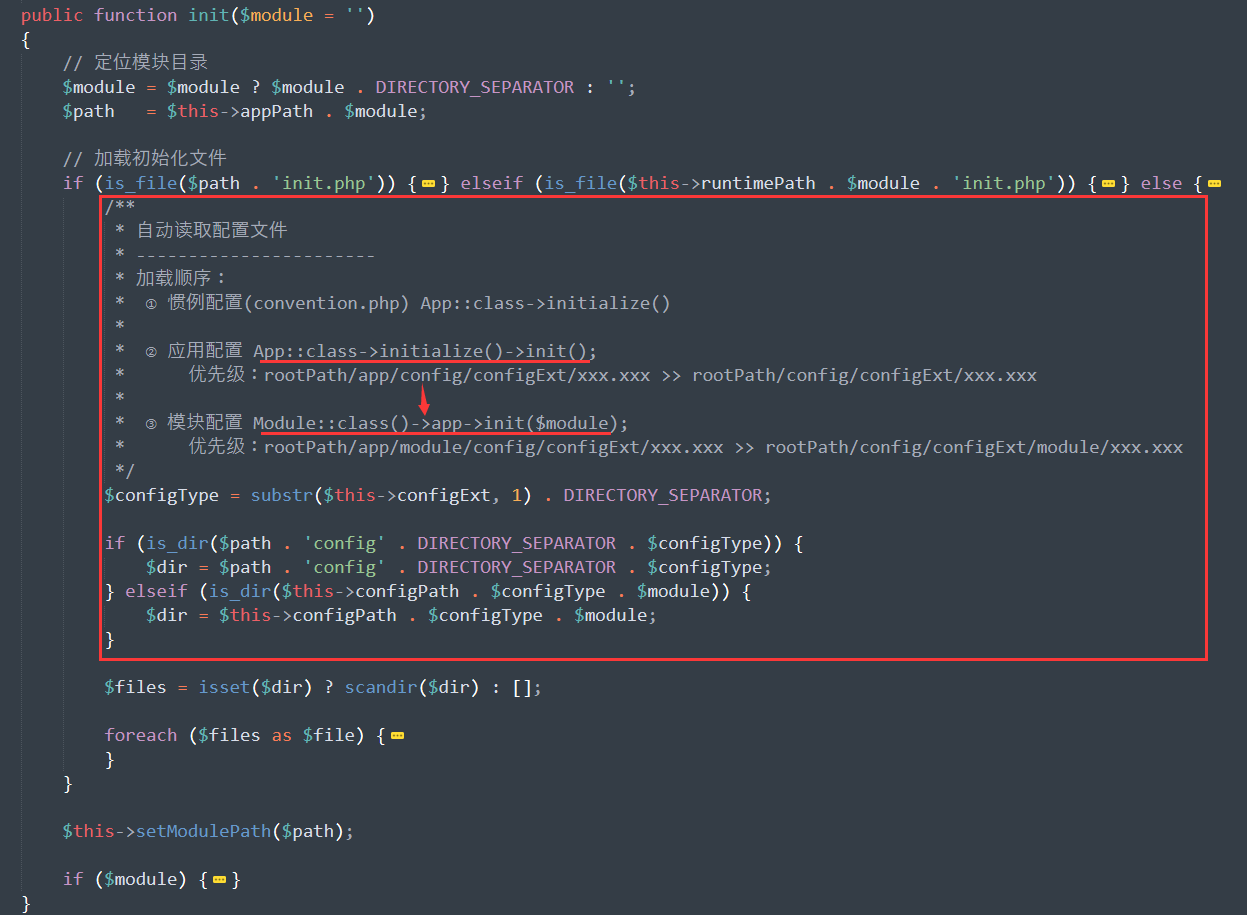 public function init($module = '')
{
// 定位模块目录
$module = $module ? $module . DIRECTORY_SEPARATOR : '';
$path   = $this->appPath . $module;
// 加载初始化文件
if (is_file($path . 'init.php')) {…} elseif (is_file($this->runtimePath . $module . 'init.php')) {…} else {…
/**
* 自动读取配置文件
* -----------------------
* 加载顺序：
*  ① 惯例配置(convention.php) App::class->initialize()
*
*  ② 应用配置 App::class->initialize()->init();
*      优先级：rootPath/app/config/configExt/xxx.xxx >> rootPath/config/configExt/xxx.xxx
*
*  ③ 模块配置 Module::class()->app->init($module);
*      优先级：rootPath/app/module/config/configExt/xxx.xxx >> rootPath/config/configExt/module/xxx.xxx
*/
$configType = substr($this->configExt, 1) . DIRECTORY_SEPARATOR;
if (is_dir($path . 'config' . DIRECTORY_SEPARATOR . $configType)) {
$dir = $path . 'config' . DIRECTORY_SEPARATOR . $configType;
} elseif (is_dir($this->configPath . $configType . $module)) {
$dir = $this->configPath . $configType . $module;
}
$files = isset($dir) ? scandir($dir) : [];
foreach ($files as $file) {…
}
}
$this->setModulePath($path);
if ($module) {…}
}